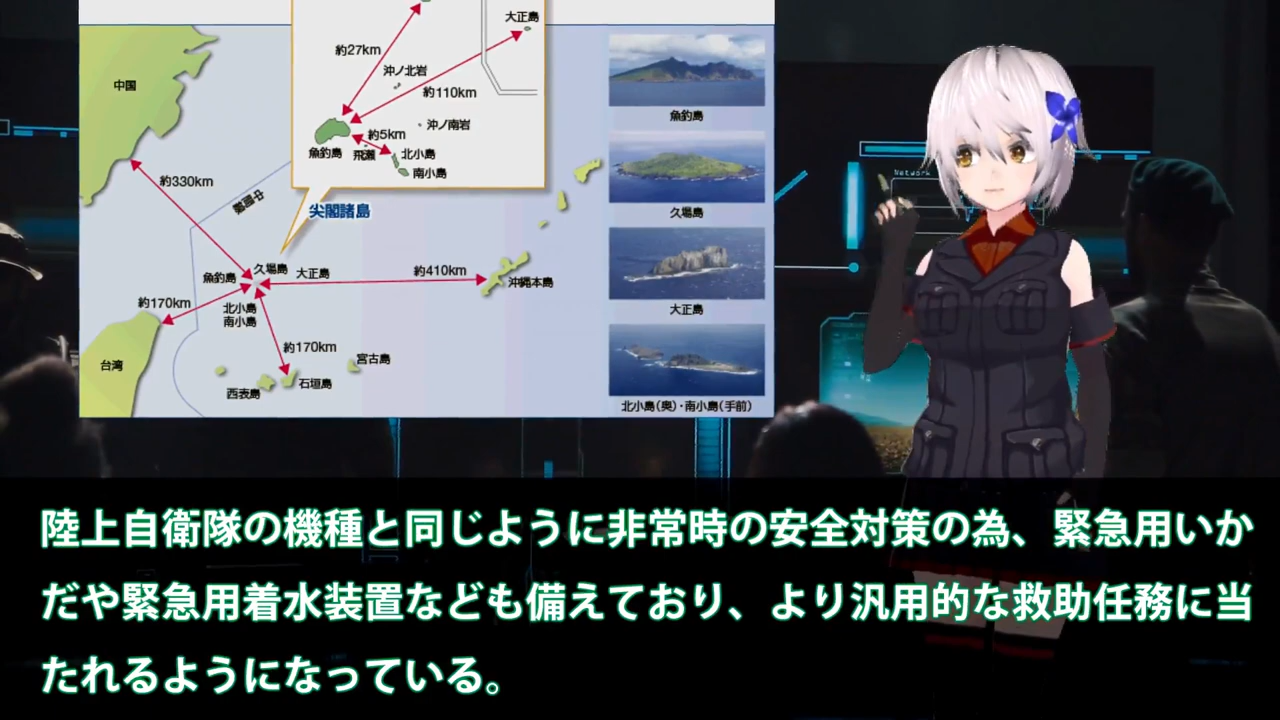 大正島
約27km
沖ノ北岩
中国
約110km
沖ノ南岩
約5km
魚釣島
飛瀬
北小島
南小島
魚釣島
Network
約330km
中間線
尖閣諸島
久場島
魚釣島
久場島
大正島
約410km
沖縄本島
約170km
北小島
南小島
大正島
約170km
宮古島
台湾
石垣島
西表島
北小島(奥)・南小島(手前)
陸上自衛隊の機種と同じように非常時の安全対策の為、緊急用いか
だや緊急用着水装置なども備えており、より汎用的な救助任務に当
たれるようになっている。